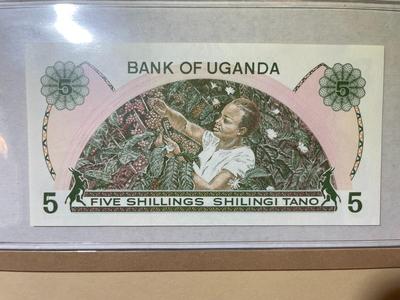 5 BANK OF UGANDA 5
5 FIVE SHILLINGS SHILINGI TANO 5